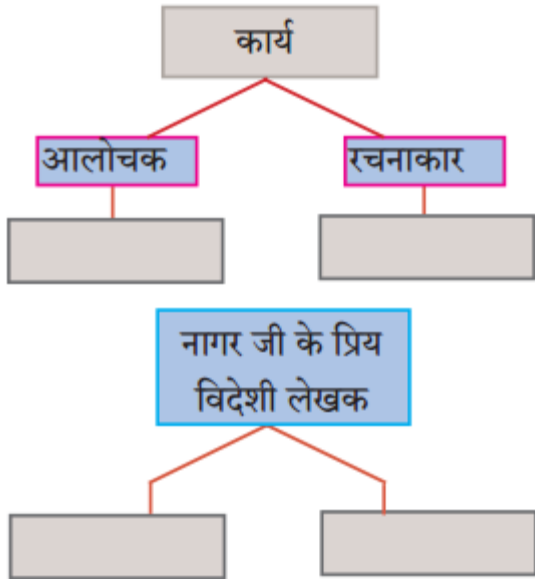 कार्य
आलोचक
रचनाकार
नागर जी के प्रिय
विदेशी लेखक